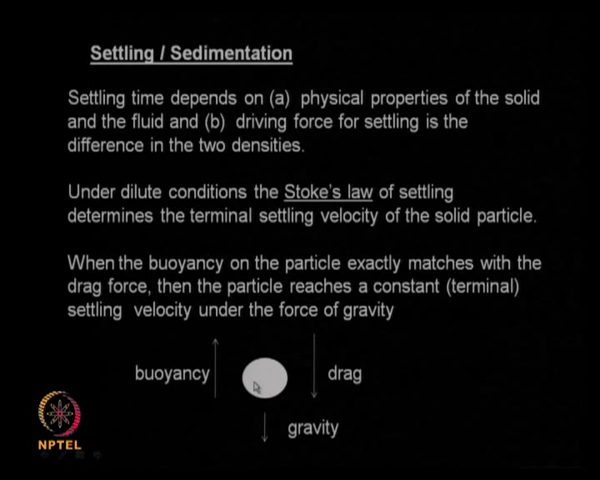 Settling / Sedimentation
Settling time depends on (a) physical properties of the solid
and the fluid and (b) driving force for settling is the
difference in the two densities.
Under dilute conditions the Stoke's law of settling
determines the terminal settling velocity of the solid particle.
When the buoyancy on the particle exactly matches with the
drag force, then the particle reaches a constant (terminal)
settling velocity under the force of gravity
buoyancy
drag
gravity
NPTEL